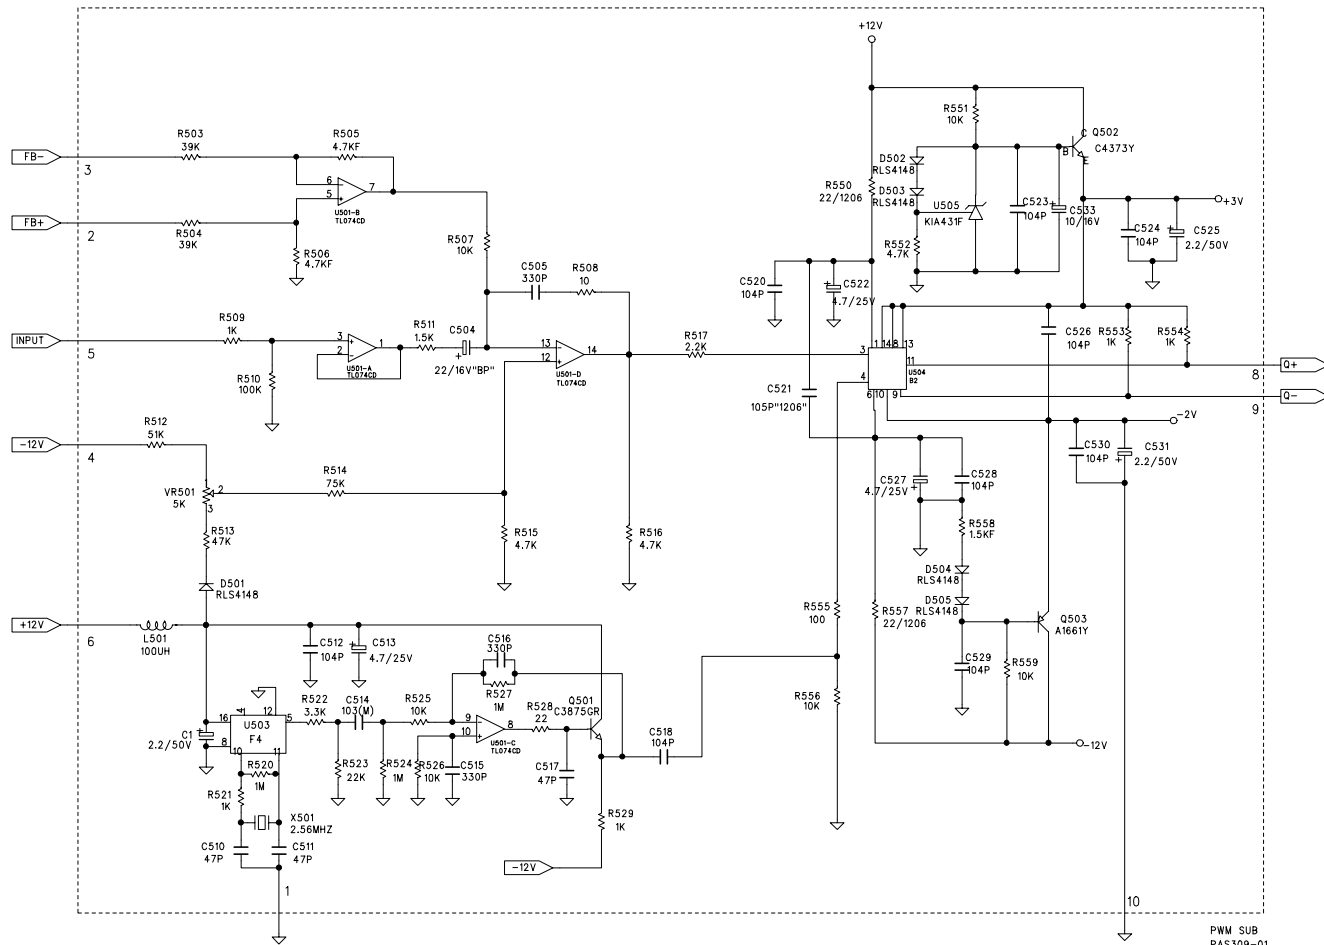 +12V
R551
10K
C
Q502
C4373Y
B
E
D502
RLS4148
D503
RLS4148
R550
22/1206
U505
KIA431F
C523
104P
+
C533
10/16V
R552
4.7K
+3V
C524
104P
+
C525
2.2/50V
R503
39K
R505
4.7KF
FB-
3
6
5
7
U501-B
TL074CD
FB+
2
R504
39K
R506
4.7KF
R507
10K
C505
330P
R508
10
C520
104P
+
C522
4.7/25V
R509
1K
INPUT
5
3
2
1
R511
1.5K
C504
+
22/16V"BP"
U501-A
TL074CD
R510
100K
13
12
14
U501-D
TL074CD
R517
2.2K
1
14
8
13
3
4
11
U504
B2
6
10
9
C526
104P
R553
1K
R554
1K
8
Q+
9
Q-
C521
105P"1206"
-2V
C530
104P
+
C531
2.2/50V
R512
51K
-12V
4
VR501
5K
2
3
R514
75K
R513
47K
R515
4.7K
R516
4.7K
C527
4.7/25V
+
C528
104P
R558
1.5KF
D501
RLS4148
D504
RLS4148
D505
RLS4148
R555
100
R557
22/1206
Q503
A1661Y
+12V
6
L501
100UH
C512
104P
+
C513
4.7/25V
C516
330P
R527
1M
C529
104P
R559
10K
R556
10K
Q501
C3875GR
R528
22
C518
104P
-12V
16
4
12
5
U503
F4
8
10
11
C1
2.2/50V
+
R522
3.3K
C514
103(M)
R525
10K
9
10
8
U501-C
TL074CD
R523
22K
R524
1M
R526
10K
C515
330P
C517
47P
R529
1K
R520
1M
R521
1K
X501
2.56MHZ
C510
47P
C511
47P
-12V
1
10
PWM SUB
RAS309-01